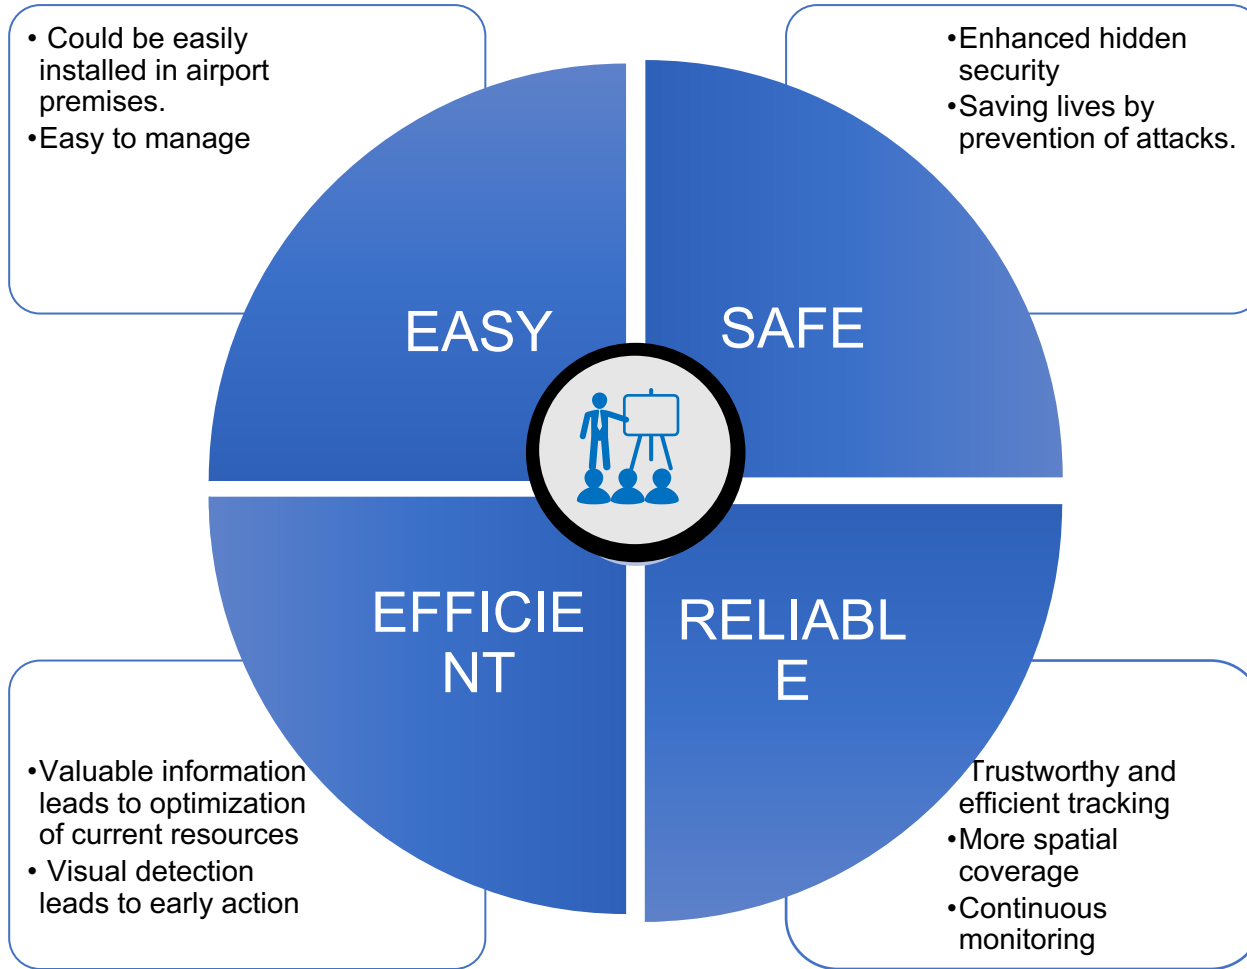 • Could be easily
installed in airport
premises.
•Easy to manage
•Enhanced hidden
security
•Saving lives by
prevention of attacks.
EASY
SAFE
EFFICIE
NT
RELIABL
E
•Valuable information
leads to optimization
of current resources
• Visual detection
leads to early action
Trustworthy and
efficient tracking
•More spatial
coverage
•Continuous
monitoring